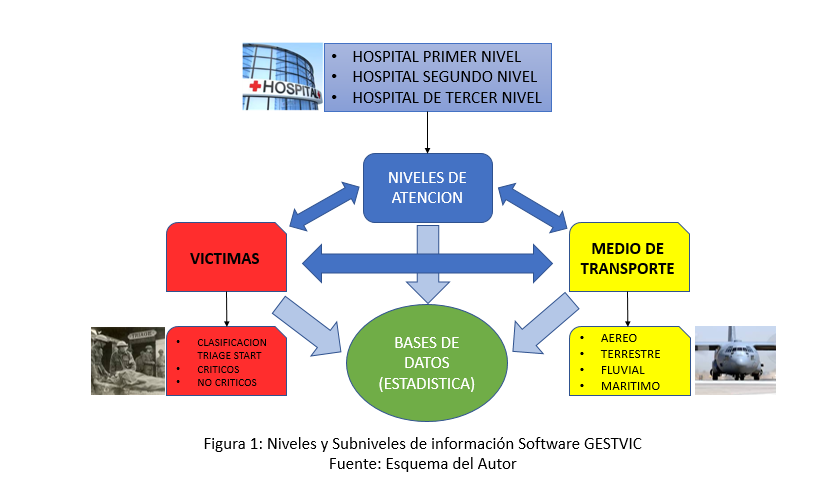 HOSPITAL
• HOSPITAL PRIMER NIVEL
• HOSPITAL SEGUNDO NIVEL
• HOSPITAL DE TERCER NIVEL
NIVELES DE
ATENCION
VICTIMAS
MEDIO DE
TRANSPORTE
• CLASIFICACION
TRIAGE START
• CRITICOS
• NO CRITICOS
BASES DE
DATOS
(ESTADISTICA)
• AEREO
• TERRESTRE
• FLUVIAL
• MARITIMO
Figura 1: Niveles y Subniveles de información Software GESTVIC
Fuente: Esquema del Autor